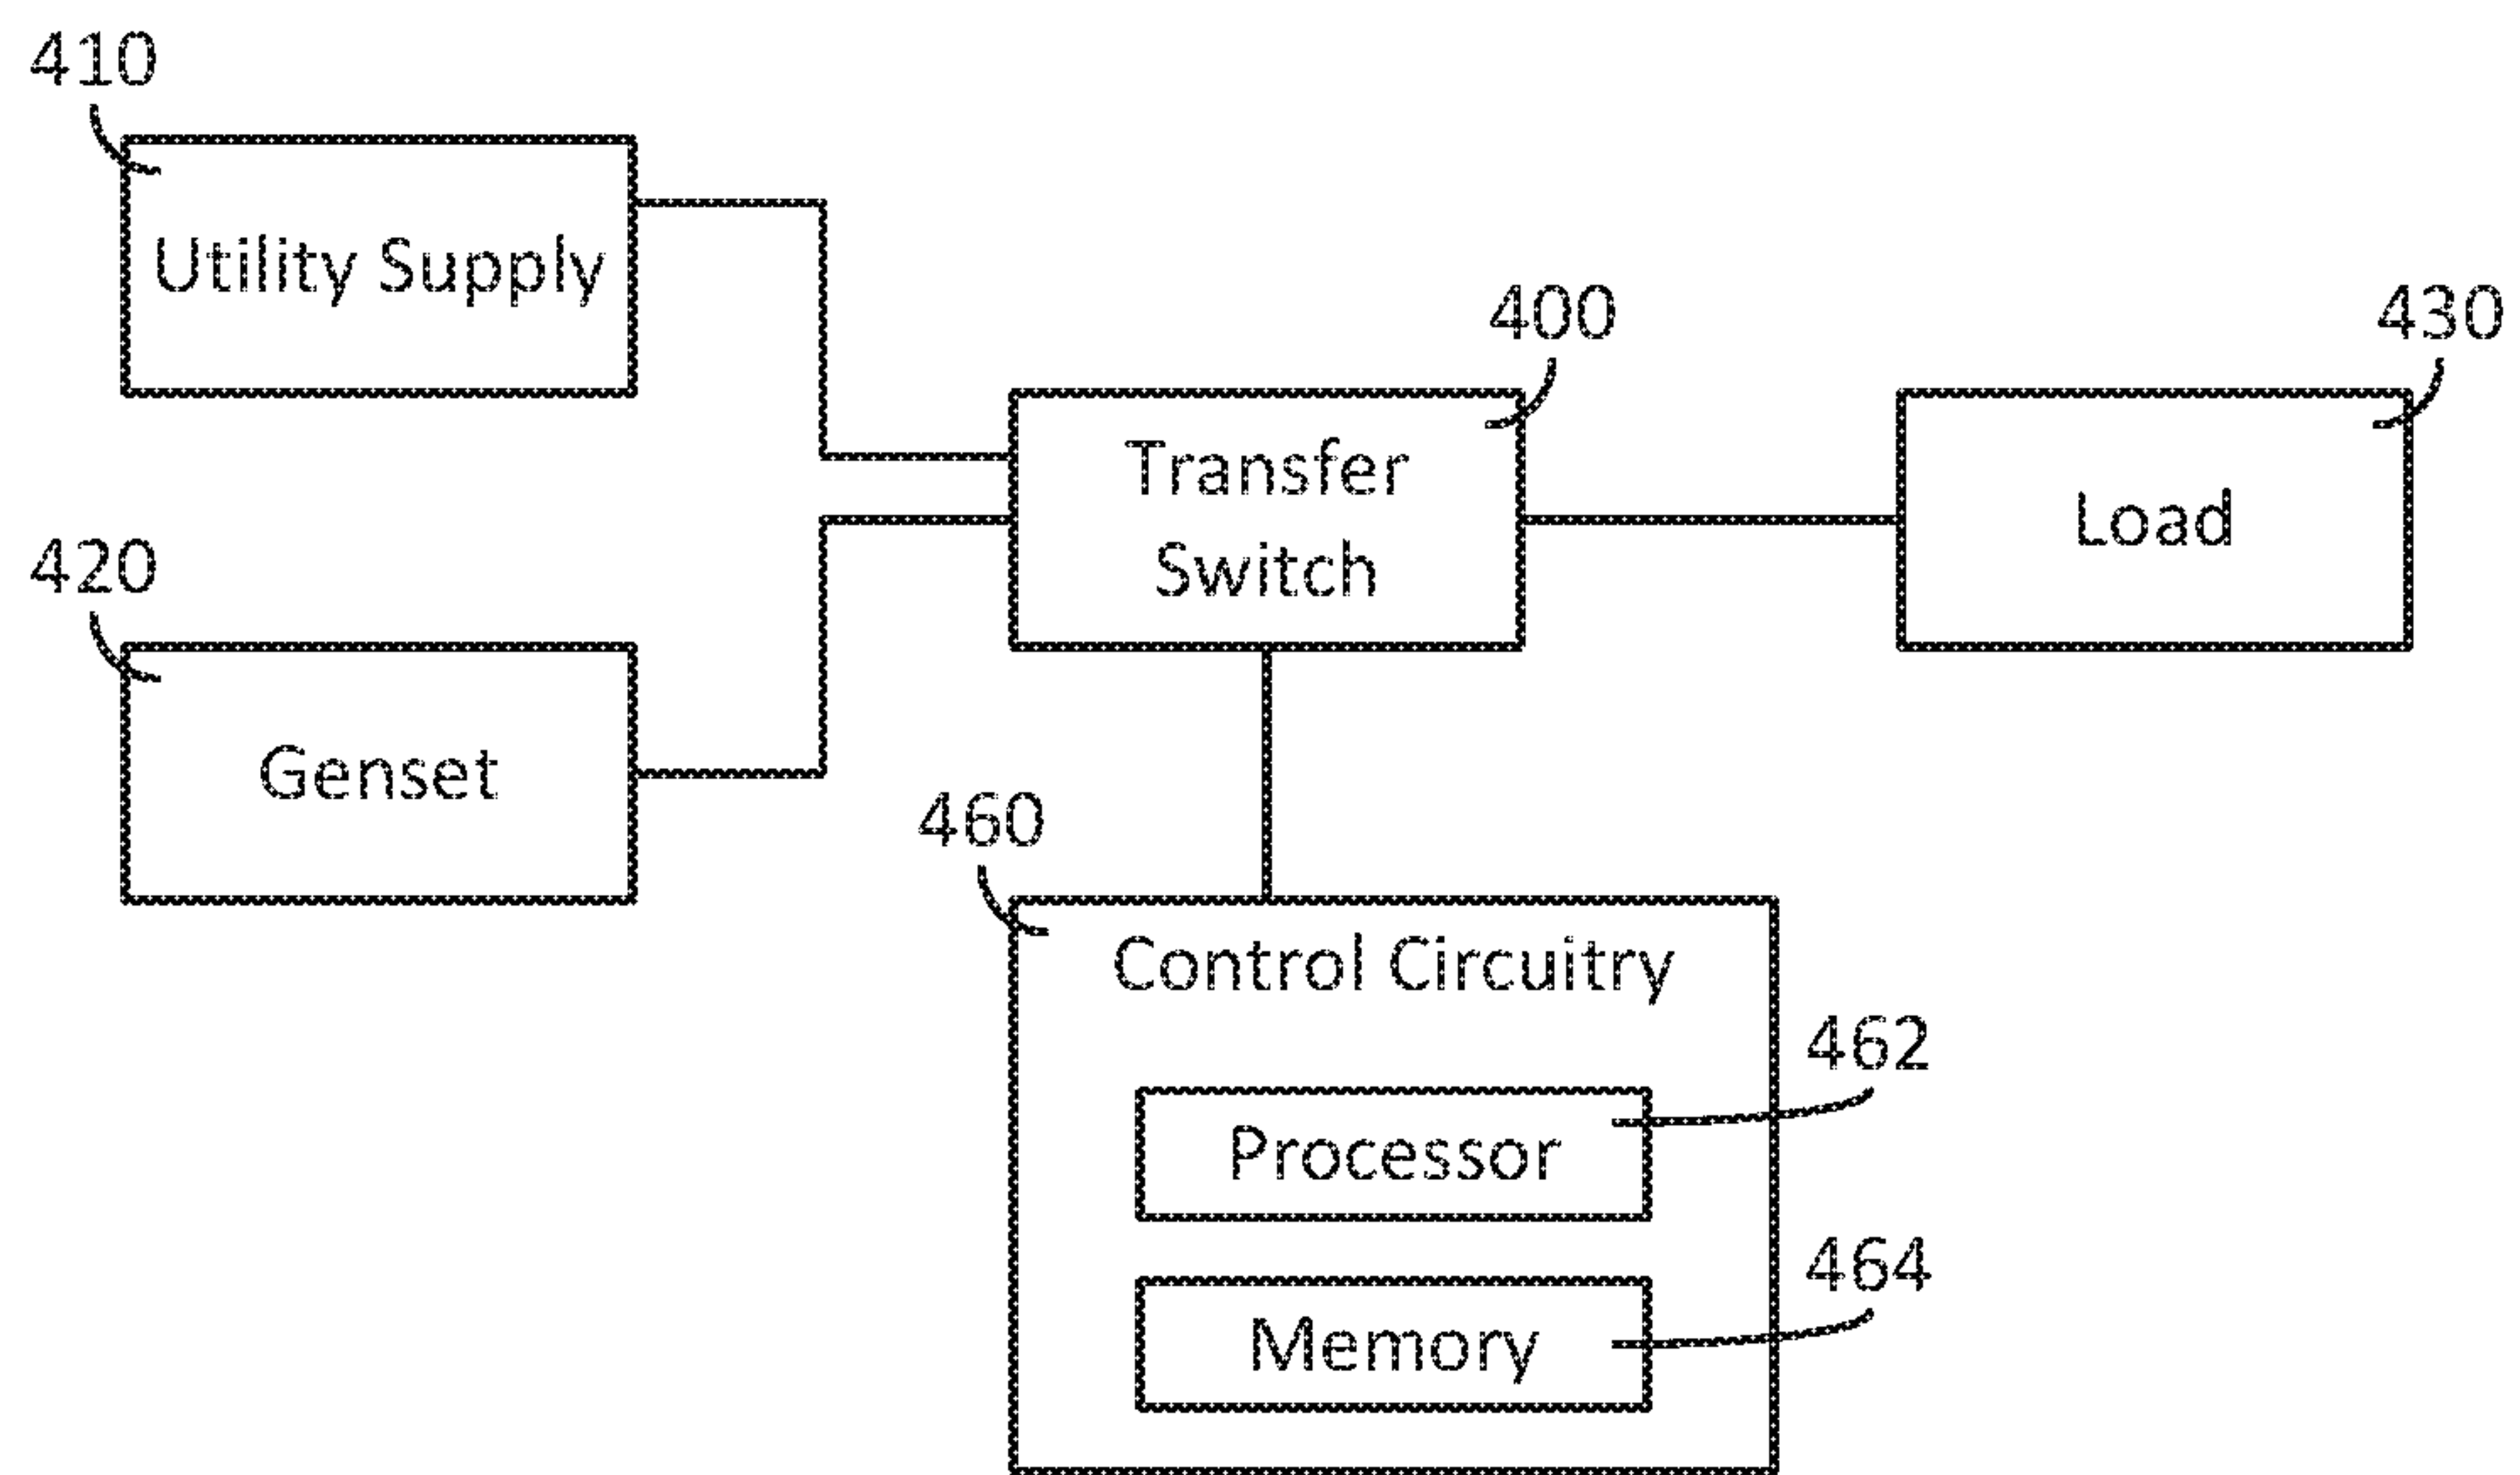 410
Utility Supply
400
430
Transfer
Switch
Load
420
Genset
460
Control Circuitry
462
Processor
464
Memory